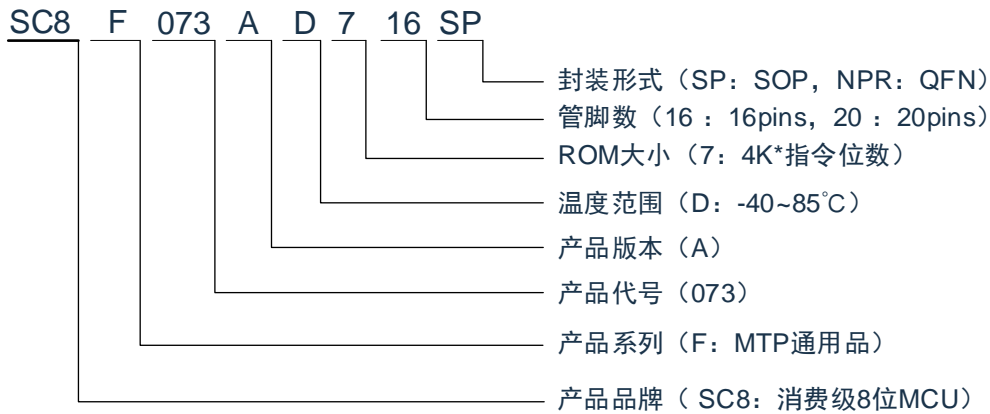 SC8 F 073 A D 7 16 SP
封装形式（SP：SOP，NPR：QFN）
管脚数（16 ：16pins，20 ：20pins）
ROM大小（7：4K*指令位数）
温度范围（D：-40~85℃）
产品版本（A）
产品代号（073）
产品系列（F：MTP通用品）
产品品牌（ SC8：消费级8位MCU）